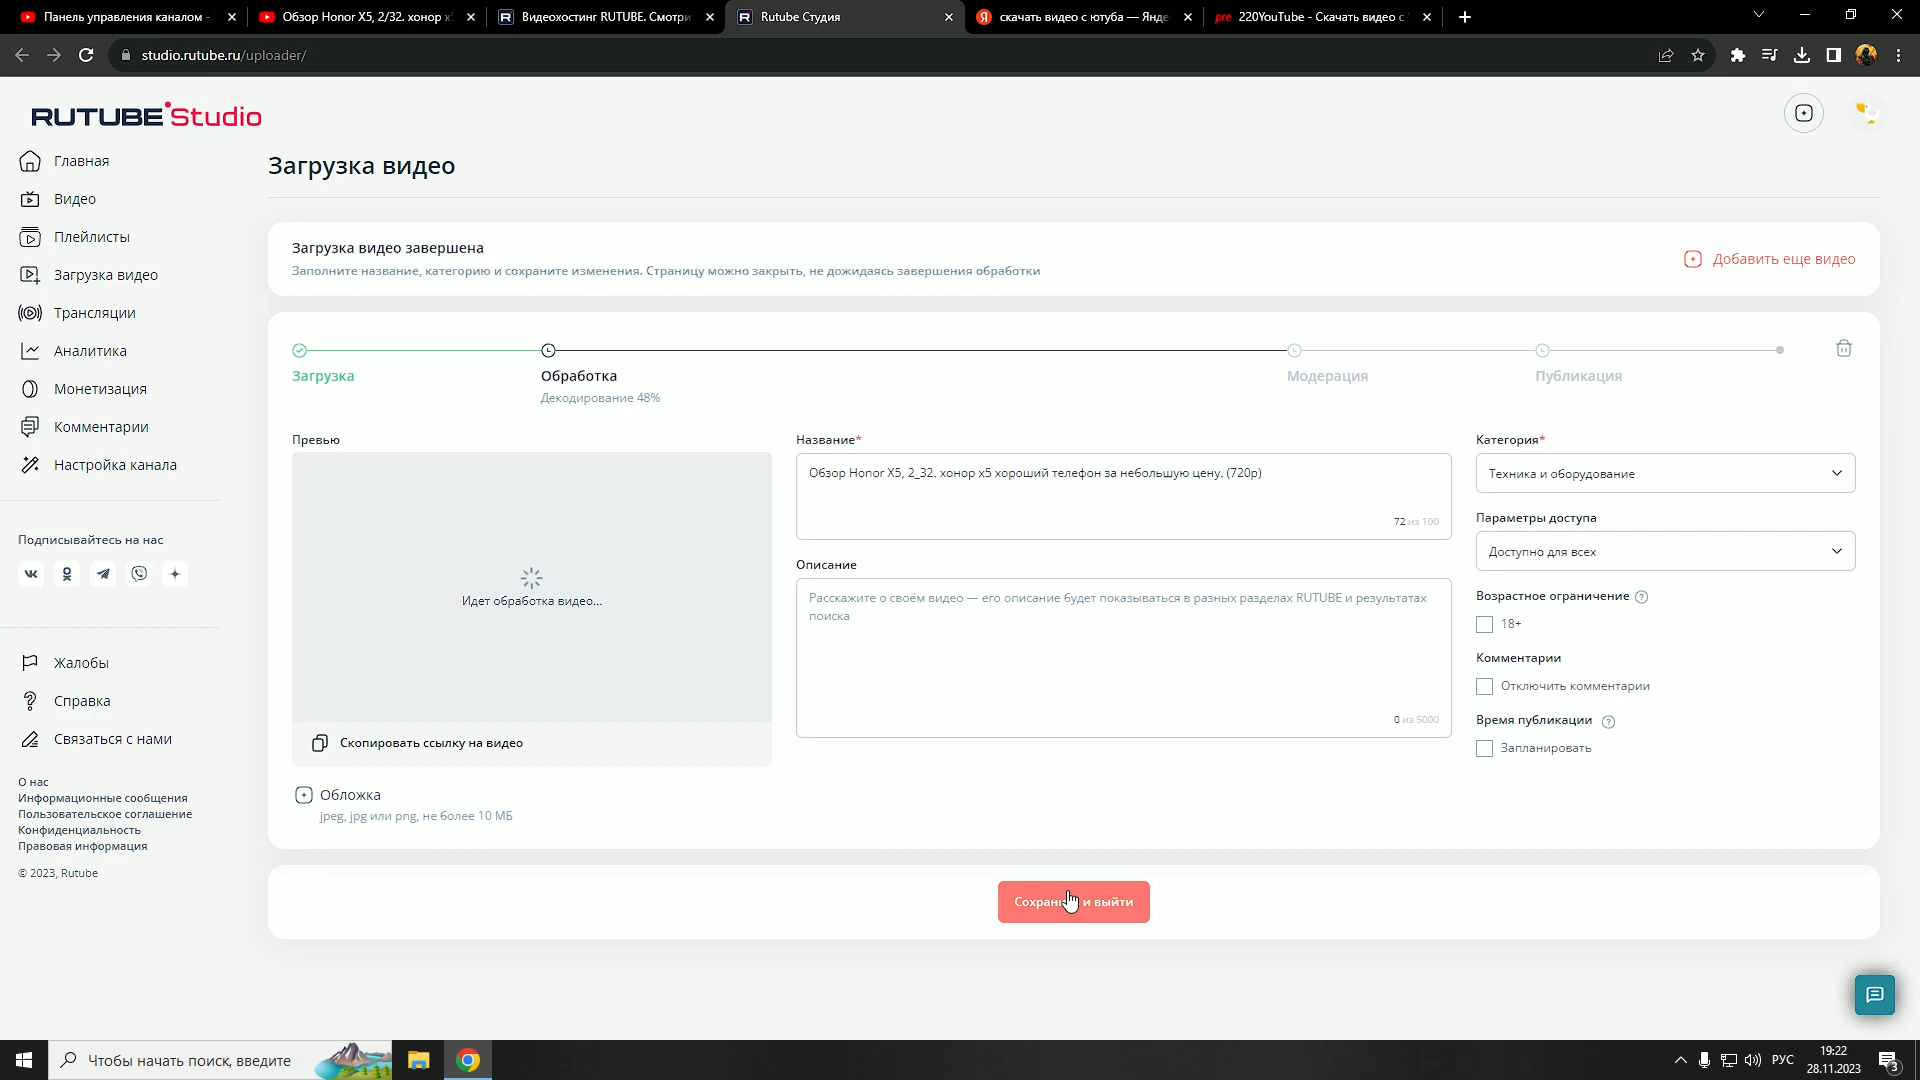 Панель управления каналом -
Обзор Honor X5, 2/32. хонор x5
Видеохостинг RUTUBE. Смотри
Rutube Студия
скачать видео с ютуба — Янде
220YouTube - Скачать видео с
studio.rutube.ru/uploader/
RUTUBE Studio
Главная
Видео
Плейлисты
Загрузка видео
Трансляции
Аналитика
Монетизация
Комментарии
Настройка канала
Подписывайтесь на нас
Жалобы
Справка
Связаться с нами
О нас
Информационные сообщения
Пользовательское соглашение
Конфиденциальность
Правовая информация
© 2023, Rutube
Загрузка видео
Загрузка видео завершена
Заполните название, категорию и сохраните изменения. Страницу можно закрыть, не дожидаясь завершения обработки
Добавить еще видео
Загрузка
Обработка
Декодирование 48%
Модерация
Публикация
Превью
Идет обработка видео...
Скопировать ссылку на видео
Обложка
jpeg, jpg или png, не более 10 МБ
Название*
Обзор Honor X5, 2_32. хонор x5 хороший телефон за небольшую цену. (720p)
72 из 100
Описание
Расскажите о своём видео — его описание будет показываться в разных разделах RUTUBE и результатах
поиска
0 из 5000
Категория*
Техника и оборудование
Параметры доступа
Доступно для всех
Возрастное ограничение
18+
Комментарии
Отключить комментарии
Время публикации
Запланировать
и выйти
Чтобы начать поиск, введите
РУС
19:22
28.11.2023
3